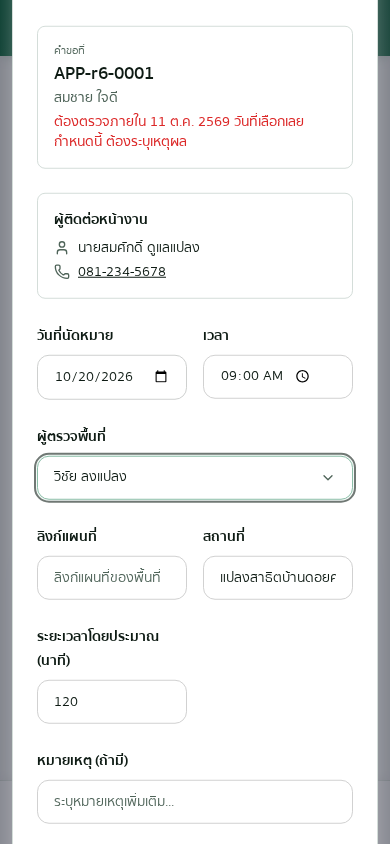 คำขอที่
APP-r6-0001
สมชาย ใจดี
ต้องตรวจภายใน 11 ต.ค. 2569 วันที่เลือกเลย
กำหนดนี้ ต้องระบุเหตุผล
ผู้ติดต่อหน้างาน
นายสมศักดิ์ ดูแลแปลง
081-234-5678
วันที่นัดหมาย
เวลา
10/20/2026
09:00 AM
ผู้ตรวจพื้นที่
วิชัย ลงแปลง
ลิงก์แผนที่
สถานที่
ลิงก์แผนที่ของพื้นที่
แปลงสาธิตบ้านดอย
ระยะเวลาโดยประมาณ
(นาที)
120
หมายเหตุ (ถ้ามี)
ระบุหมายเหตุเพิ่มเติม...